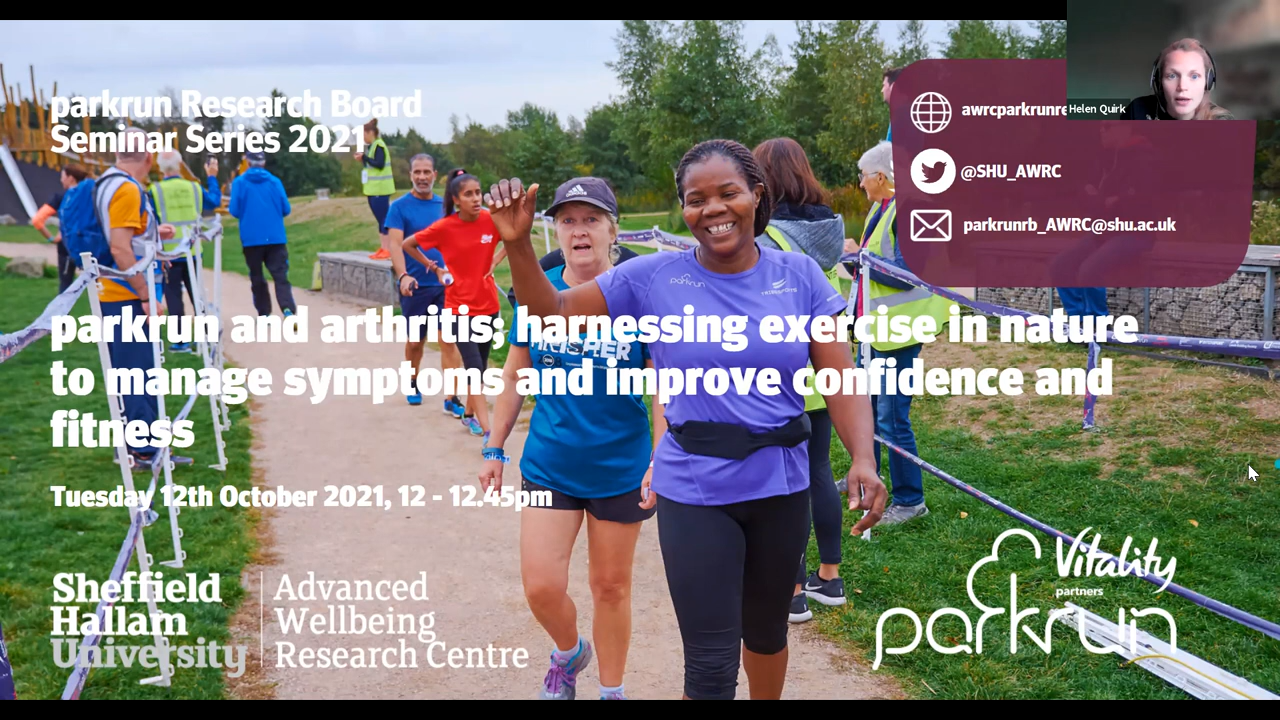 parkrun Research Board
Seminar Series 2021
awrcparkrunre
Helen Quirk
@SHU_AWRC
parkrunrb_AWRC@shu.ac.uk
parkrun
parkrun and arthritis; harnessing exercise in nature
to manage symptoms and improve confidence and
fitness
Tuesday 12th October 2021, 12 - 12.45pm
Sheffield
Hallam
University
Advanced
Wellbeing
Research Centre
Vitality
partners
parkrun